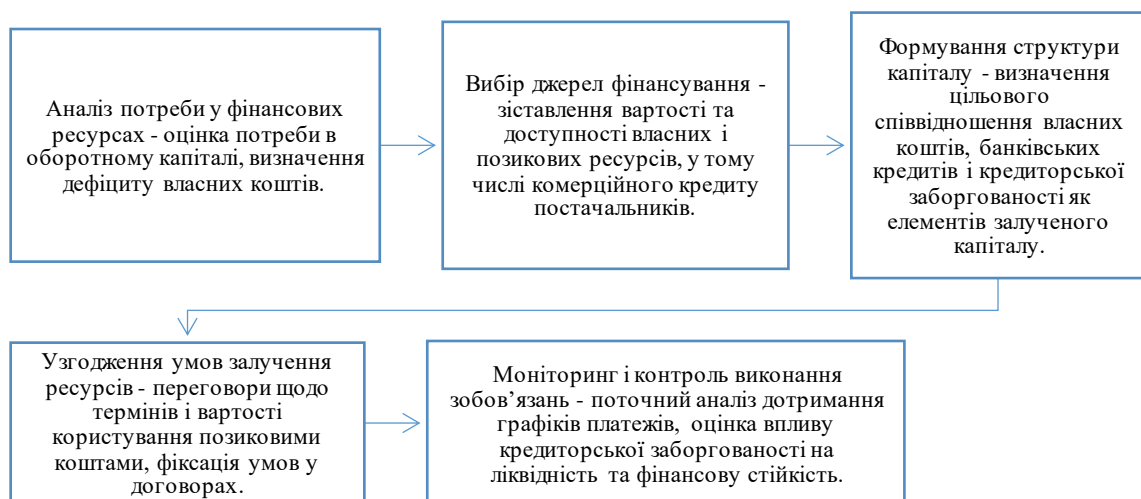 Аналіз потреби у фінансових
ресурсах - оцінка потреби в
оборотному капіталі, визначення
дефіциту власних коштів.
Вибір джерел фінансування -
зіставлення вартості та
доступності власних і
позикових ресурсів, у тому
числі комерційного кредиту
постачальників.
Формування структури
капіталу - визначення
цільового
співвідношення власних
коштів, банківських
кредитів і кредиторської
заборгованості як
елементів залученого
капіталу.
Узгодження умов залучення
ресурсів - переговори щодо
термінів і вартості
користування позиковими
коштами, фіксація умов у
договорах.
Моніторинг і контроль виконання
зобов’язань - поточний аналіз дотримання
графіків платежів, оцінка впливу
кредиторської заборгованості на
ліквідність та фінансову стійкість.